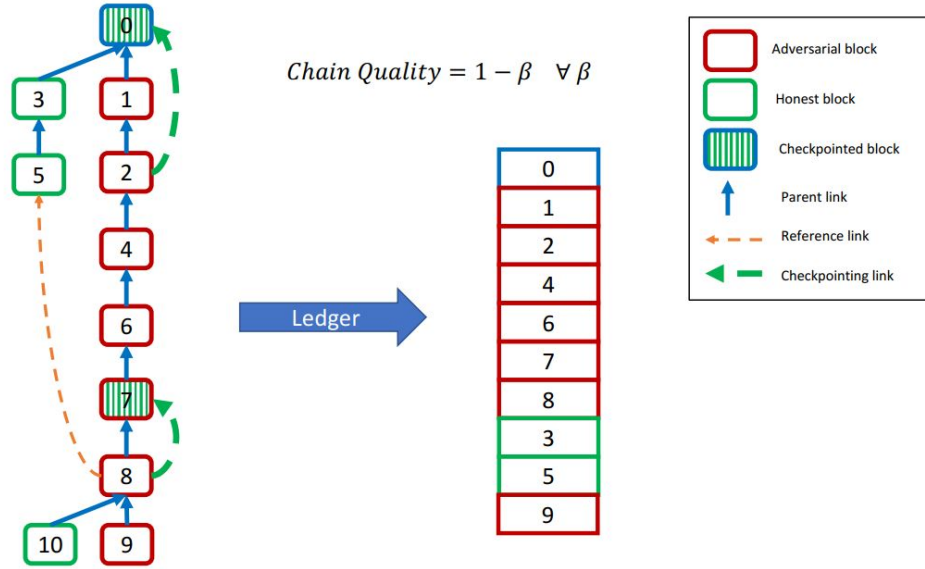 0
3
1
5
2
4
6
7
8
10
9
Chain Quality = 1 − β ∀ β
Ledger
0
1
2
4
6
7
8
3
5
9
Adversarial block
Honest block
Checkpointed block
Parent link
Reference link
Checkpointing link